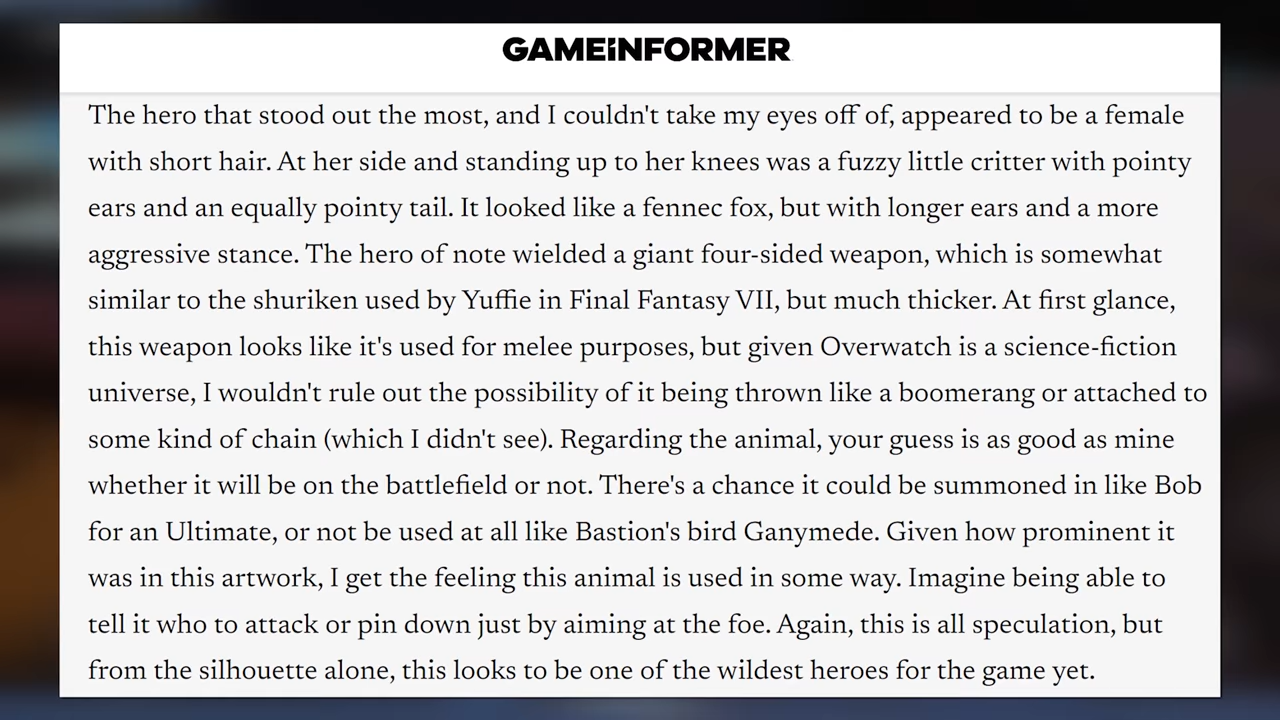 GAMEiNFORMER
The hero that stood out the most, and I couldn't take my eyes off of, appeared to be a female
with short hair. At her side and standing up to her knees was a fuzzy little critter with pointy
ears and an equally pointy tail. It looked like a fennec fox, but with longer ears and a more
aggressive stance. The hero of note wielded a giant four-sided weapon, which is somewhat
similar to the shuriken used by Yuffie in Final Fantasy VII, but much thicker. At first glance,
this weapon looks like it's used for melee purposes, but given Overwatch is a science-fiction
universe, I wouldn't rule out the possibility of it being thrown like a boomerang or attached to
some kind of chain (which I didn't see). Regarding the animal, your guess is as good as mine
whether it will be on the battlefield or not. There's a chance it could be summoned in like Bob
for an Ultimate, or not be used at all like Bastion's bird Ganymede. Given how prominent it
was in this artwork, I get the feeling this animal is used in some way. Imagine being able to
tell it who to attack or pin down just by aiming at the foe. Again, this is all speculation, but
from the silhouette alone, this looks to be one of the wildest heroes for the game yet.